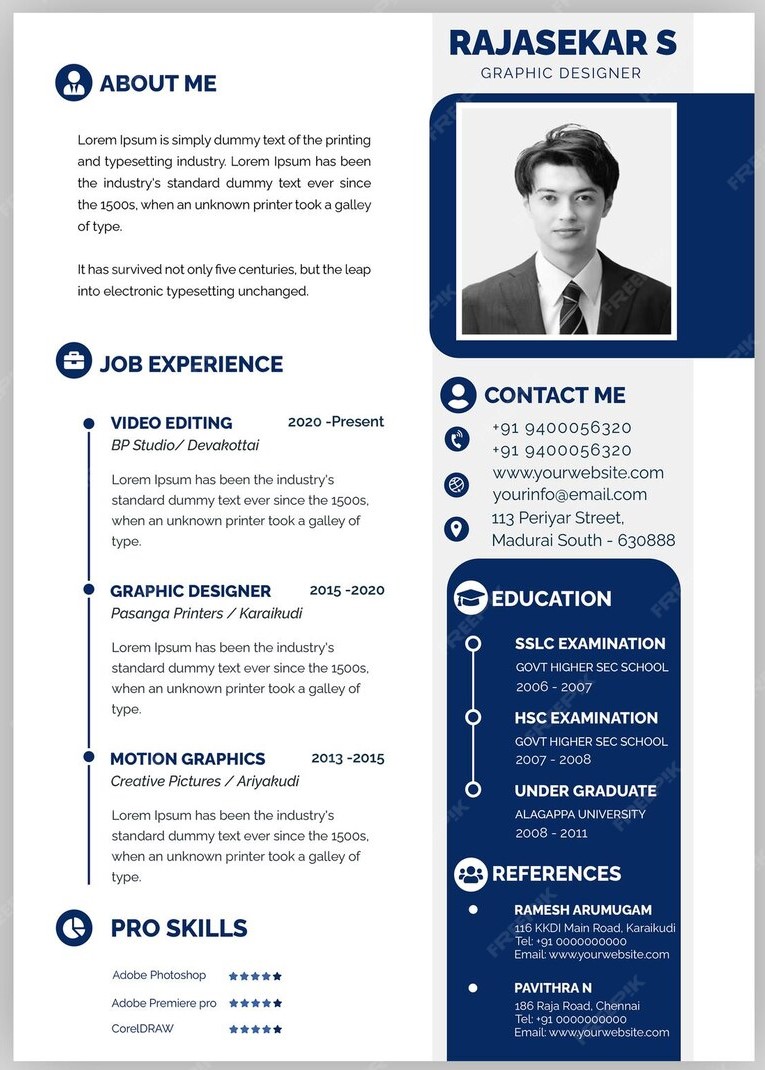 ABOUT ME
Lorem Ipsum is simply dummy text of the printing
and typesetting industry. Lorem Ipsum has been
the industry's standard dummy text ever since
the 1500s, when an unknown printer took a galley
of type.
It has survived not only five centuries, but the leap
into electronic typesetting unchanged.
JOB EXPERIENCE
VIDEO EDITING 2020 -Present
BP Studio/ Devakottai
Lorem Ipsum has been the industry's
standard dummy text ever since the 1500s,
when an unknown printer took a galley of
type.
GRAPHIC DESIGNER 2015 -2020
Pasanga Printers / Karaikudi
Lorem Ipsum has been the industry's
standard dummy text ever since the 1500s,
when an unknown printer took a galley of
type.
MOTION GRAPHICS 2013 -2015
Creative Pictures / Ariyakudi
Lorem Ipsum has been the industry's
standard dummy text ever since the 1500s,
when an unknown printer took a galley of
type.
PRO SKILLS
Adobe Photoshop
Adobe Premiere pro
CorelDRAW
RAJASEKAR S
GRAPHIC DESIGNER
CONTACT ME
+91 9400056320
+91 9400056320
www.yourwebsite.com
yourinfo@email.com
113 Periyar Street,
Madurai South - 630888
EDUCATION
SSLC EXAMINATION
GOVT HIGHER SEC SCHOOL
2006 - 2007
HSC EXAMINATION
GOVT HIGHER SEC SCHOOL
2007 - 2008
UNDER GRADUATE
ALAGAPPA UNIVERSITY
2008 - 2011
REFERENCES
RAMESH ARUMUGAM
116 KKDI Main Road, Karaikudi
Tel: +91 0000000000
Email: www.yourwebsite.com
PAVITHRA N
186 Raja Road, Chennai
Tel: +91 0000000000
Email: www.yourwebsite.com